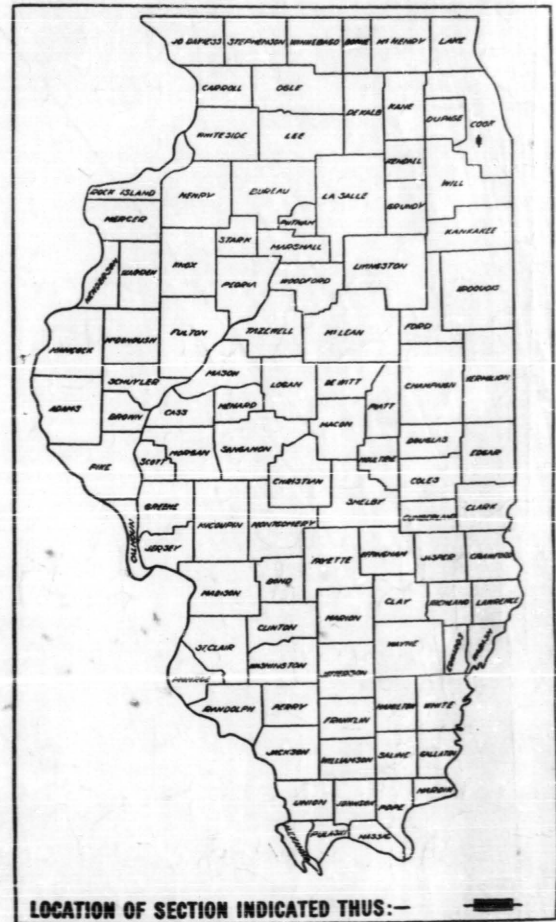 JO DAVIESS STEPHENSON WINNEBAGO BOONE McHENRY LAKE
CARROLL OGLE
DE KALB KANE
DUPAGE COOK
WHITESIDE LEE
KENDALL WILL
ROCK ISLAND HENRY BUREAU LA SALLE GRUNDY
MERCER PUTNAM
STARK MARSHALL KANKAKEE
HENDERSON WARREN KNOX PEORIA WOODFORD LIVINGSTON IROQUOIS
HANCOCK McDONOUGH FULTON TAZEWELL McLEAN FORD
MASON
SCHUYLER LOGAN DE WITT CHAMPAIGN VERMILION
ADAMS BROWN CASS MENARD PIATT
MACON
PIKE SCOTT MORGAN SANGAMON MOULTRIE DOUGLAS EDGAR
CHRISTIAN COLES
GREENE SHELBY CUMBERLAND CLARK
CALHOUN JERSEY MACOUPIN MONTGOMERY
FAYETTE EFFINGHAM JASPER CRAWFORD
MADISON BOND
CLAY RICHLAND LAWRENCE
CLINTON MARION
ST CLAIR WAYNE EDWARDS WABASH
WASHINGTON
MONROE JEFFERSON
RANDOLPH PERRY HAMILTON WHITE
FRANKLIN
JACKSON WILLIAMSON SALINE GALLATIN
UNION JOHNSON POPE HARDIN
ALEXANDER PULASKI MASSAC
LOCATION OF SECTION INDICATED THUS:—